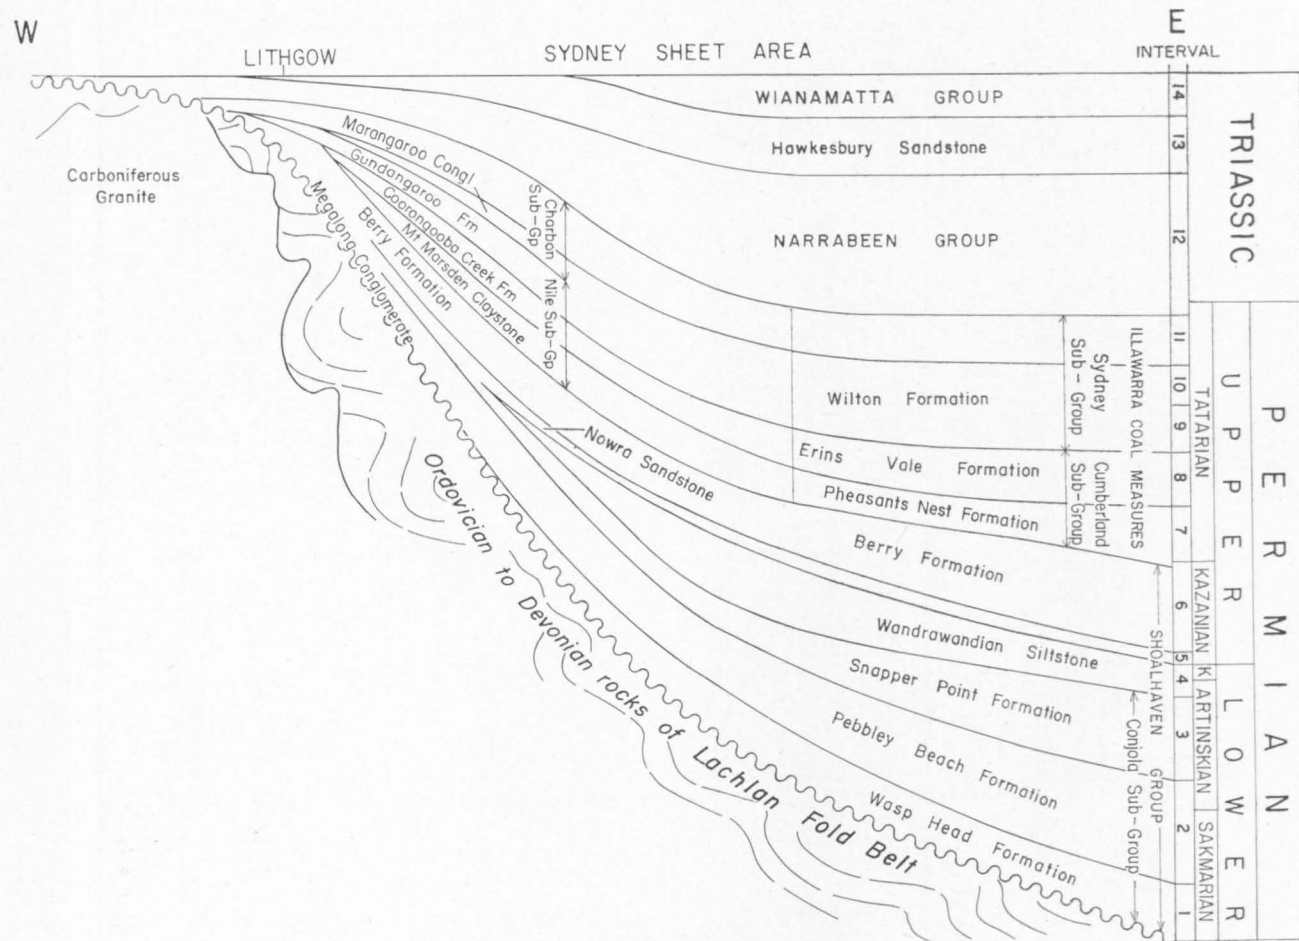 W
E
LITHGOW
SYDNEY SHEET AREA
INTERVAL
WIANAMATTA GROUP
14
Hawkesbury Sandstone
13
TRIASSIC
Carboniferous
Granite
Marangaroo Congl
Gundangaroo Fm
Coorongooba Creek Fm
Mt Marsden Claystone
Berry Formation
Megalong Conglomerate
Charbon
Sub-Gp
Nile Sub-Gp
NARRABEEN GROUP
12
11
Sydney
Sub-Group
ILLAWARRA COAL MEASURES
Wilton Formation
10
9
TATARIAN
UPPER
PERMIAN
Nowra Sandstone
Erins Vale Formation
8
Pheasants Nest Formation
Cumberland
Sub-Group
7
Berry Formation
Ordovician to Devonian rocks of Lachlan Fold Belt
6
KAZANIAN
Wandrawandian Siltstone
5
SHOALHAVEN GROUP
K
4
Snapper Point Formation
LOWER
Conjola Sub-Group
3
ARTINSKIAN
Pebbley Beach Formation
2
Wasp Head Formation
SAKMARIAN
1